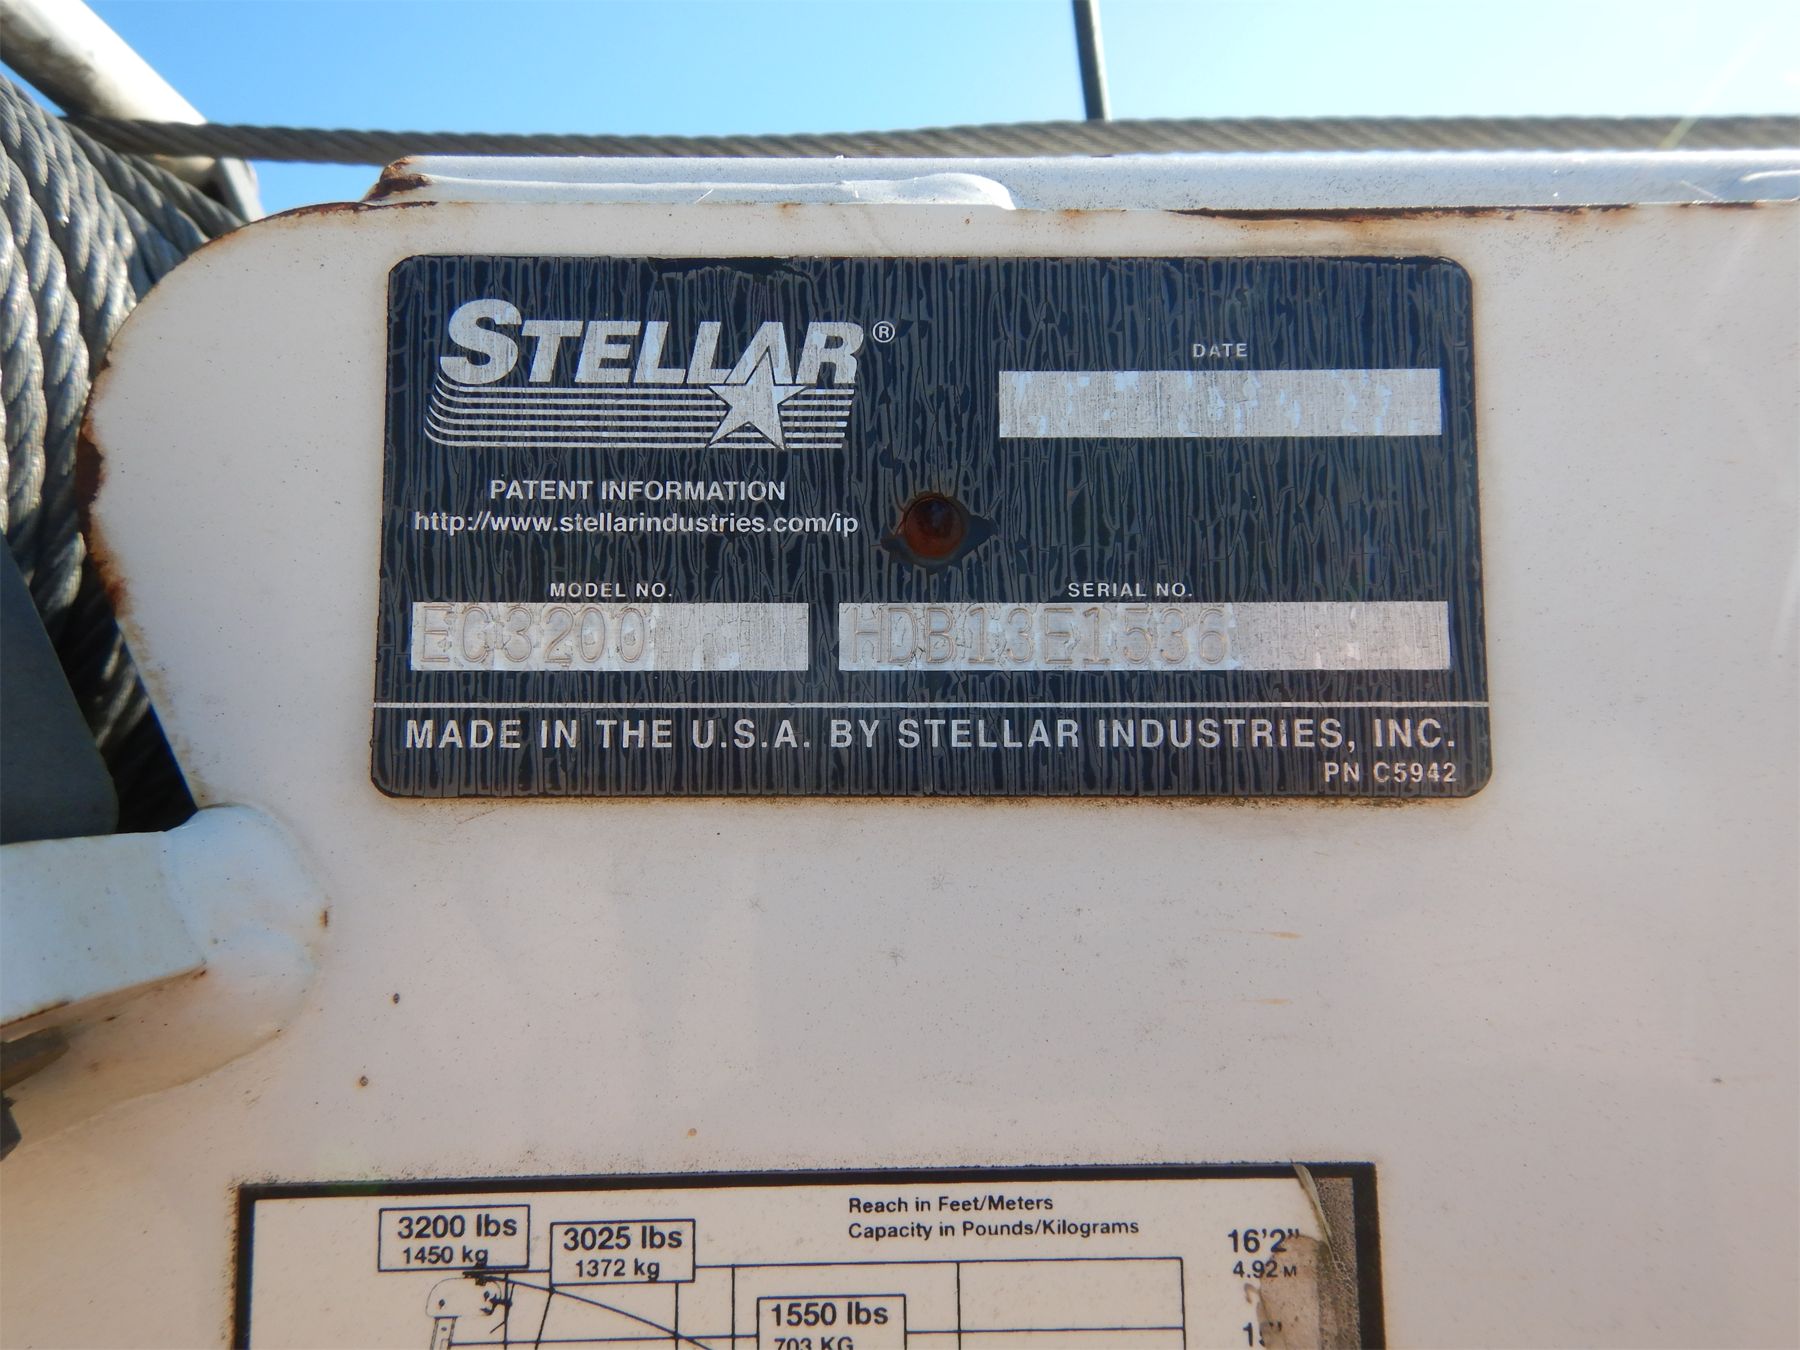 STELLAR®
DATE
PATENT INFORMATION
http://www.stellarindustries.com/ip
MODEL NO.
SERIAL NO.
EC3200
HDB13E1536
MADE IN THE U.S.A. BY STELLAR INDUSTRIES, INC.
PN C5942
Reach in Feet/Meters
Capacity in Pounds/Kilograms
3200 lbs
1450 kg
3025 lbs
1372 kg
16'2"
4.92 M
1550 lbs
703 KG